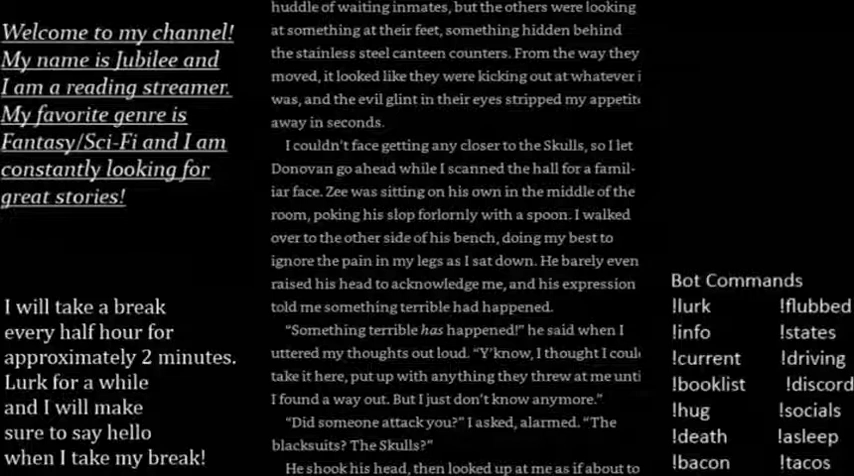 Welcome to my channel!
My name is Jubilee and
I am a reading streamer.
My favorite genre is
Fantasy/Sci-Fi and I am
constantly looking for
great stories!
I will take a break
every half hour for
approximately 2 minutes.
Lurk for a while
and I will make
sure to say hello
when I take my break!
huddle of waiting inmates, but the others were looking
at something at their feet, something hidden behind
the stainless steel canteen counters. From the way they
moved, it looked like they were kicking out at whatever i
was, and the evil glint in their eyes stripped my appetite
away in seconds.
I couldn't face getting any closer to the Skulls, so I let
Donovan go ahead while I scanned the hall for a famil-
iar face. Zee was sitting on his own in the middle of the
room, poking his slop forlornly with a spoon. I walked
over to the other side of his bench, doing my best to
ignore the pain in my legs as I sat down. He barely even
raised his head to acknowledge me, and his expression
told me something terrible had happened.
"Something terrible has happened!" he said when I
uttered my thoughts out loud. "Y'know, I thought I coul
take it here, put up with anything they threw at me unti
I found a way out. But I just don't know anymore."
"Did someone attack you?" I asked, alarmed. "The
blacksuits? The Skulls?"
He shook his head, then looked up at me as if about to
Bot Commands
!lurk !flubbed
!info !states
!current !driving
!booklist !discord
!hug !socials
!death !asleep
!bacon !tacos